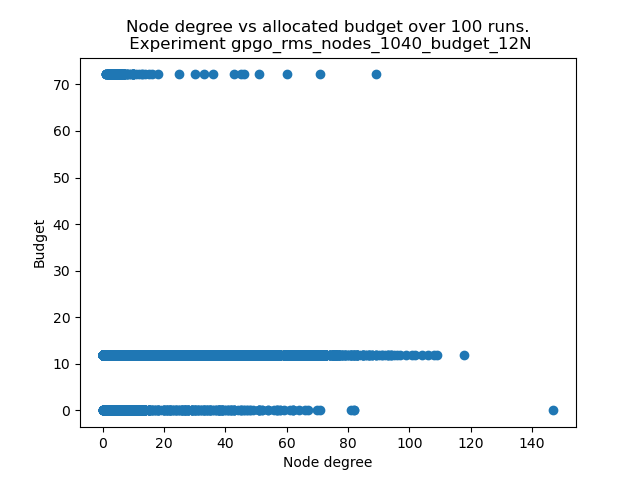 Node degree vs allocated budget over 100 runs.
Experiment gpgo_rms_nodes_1040_budget_12N
70
60
50
40
30
20
10
0
Budget
0 20 40 60 80 100 120 140
Node degree